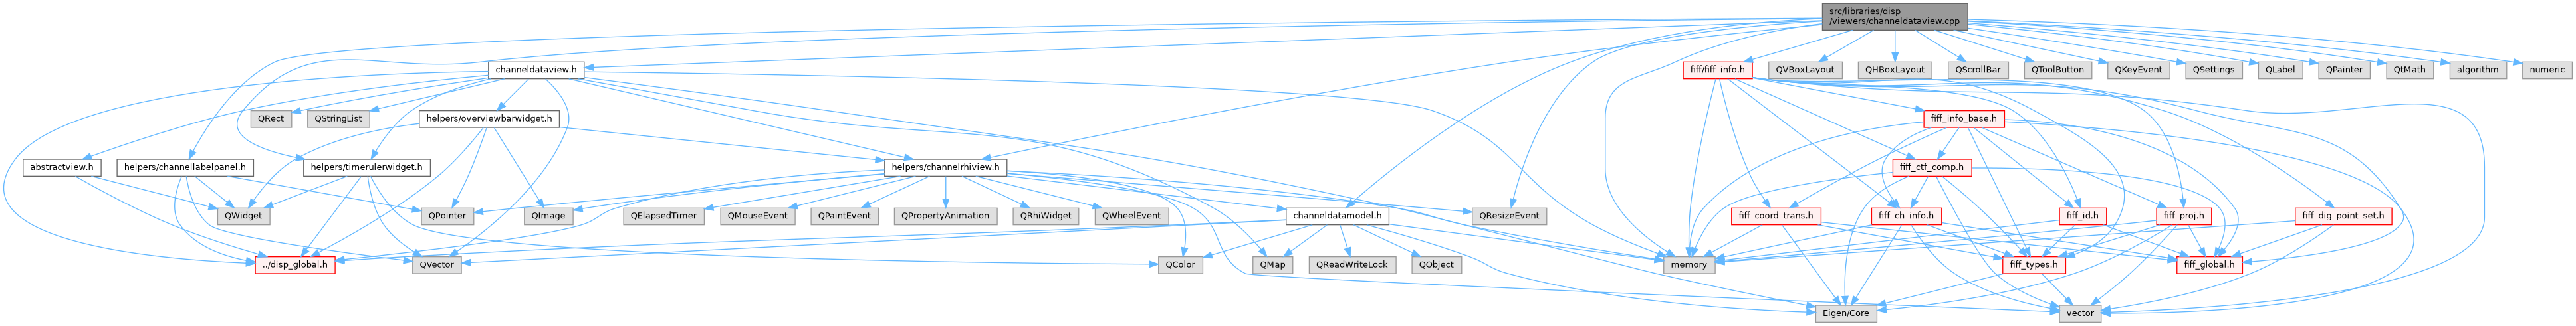 src/libraries/disp
/viewers/channeldataview.cpp
channeldataview.h
fiff/fiff_info.h
QVBoxLayout
QHBoxLayout
QScrollBar
QToolButton
QKeyEvent
QSettings
QLabel
QPainter
QtMath
algorithm
numeric
QRect
QStringList
helpers/overviewbarwidget.h
fiff_info_base.h
abstractview.h
helpers/channellabelpanel.h
helpers/timerulerwidget.h
helpers/channelrhiview.h
fiff_ctf_comp.h
QWidget
QPointer
QImage
QElapsedTimer
QMouseEvent
QPaintEvent
QPropertyAnimation
QRhiWidget
QWheelEvent
channeldatamodel.h
QResizeEvent
fiff_coord_trans.h
fiff_ch_info.h
fiff_id.h
fiff_proj.h
fiff_dig_point_set.h
../disp_global.h
QVector
QColor
QMap
QReadWriteLock
QObject
memory
fiff_types.h
fiff_global.h
Eigen/Core
vector